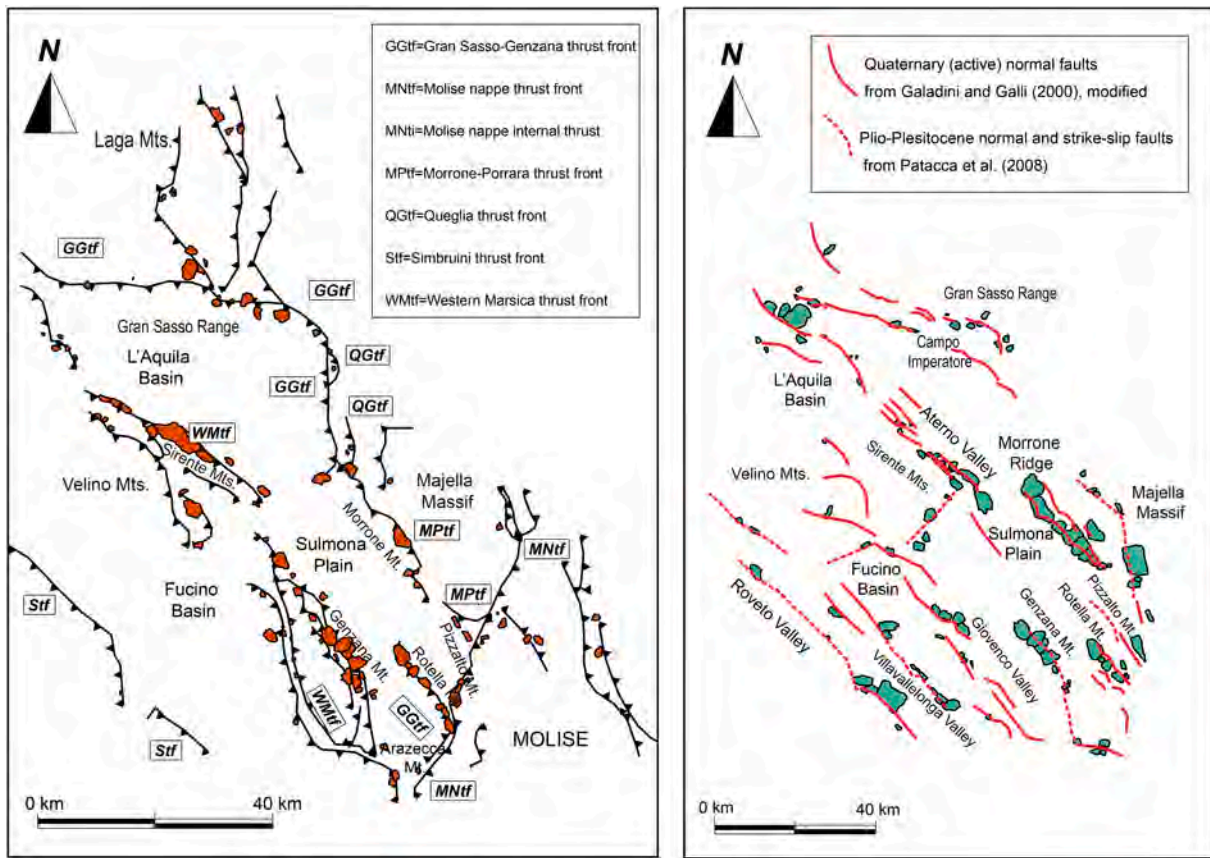 N
GGtf=Gran Sasso-Genzana thrust front
MNtf=Molise nappe thrust front
MNti=Molise nappe internal thrust
MPtf=Morrone-Porrara thrust front
QGtf=Queglia thrust front
Stf=Simbruini thrust front
WMtf=Western Marsica thrust front
Laga Mts.
GGtf
GGtf
Gran Sasso Range
L'Aquila
Basin
QGtf
GGtf
QGtf
WMtf
Sirente Mts.
Velino Mts.
Majella
Massif
Morrone Mt.
MPtf
Sulmona
Plain
MNtf
Fucino
Basin
MPtf
Stf
Genzana Mt.
Rotella
Pizzalto Mt.
WMtf
GGtf
Stf
Arazecca
Mt.
MOLISE
MNtf
0 km
40 km
N
Quaternary (active) normal faults
from Galadini and Galli (2000), modified
Plio-Plesitocene normal and strike-slip faults
from Patacca et al. (2008)
Gran Sasso Range
Campo
Imperatore
L'Aquila
Basin
Aterno Valley
Morrone
Ridge
Sirente Mts.
Velino Mts.
Majella
Massif
Sulmona
Plain
Fucino
Basin
Roveto Valley
Genzana Mt.
Rotella Mt.
Pizzalto Mt.
Giovenco Valley
Villavallelonga Valley
0 km
40 km